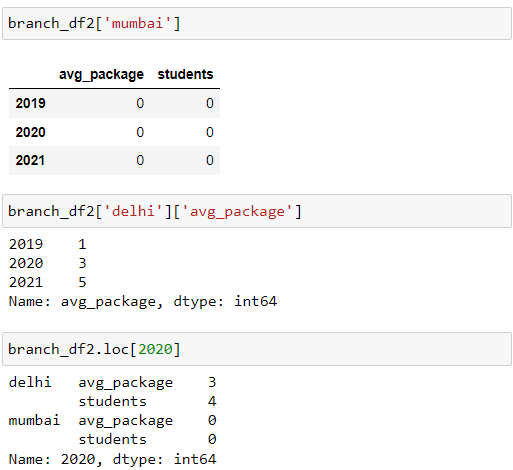 branch_df2['mumbai']
avg_package students
2019 0 0
2020 0 0
2021 0 0
branch_df2['delhi']['avg_package']
2019    1
2020    3
2021    5
Name: avg_package, dtype: int64
branch_df2.loc[2020]
delhi   avg_package    3
        students       4
mumbai  avg_package    0
        students       0
Name: 2020, dtype: int64